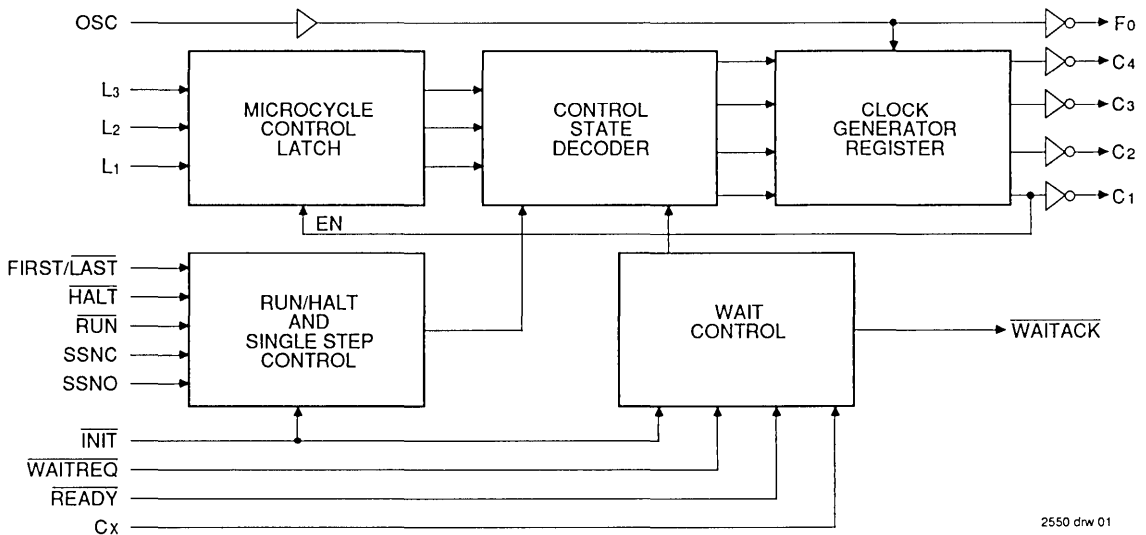 OSC
F0
L3
L2
L1
MICROCYCLE
CONTROL
LATCH
CONTROL
STATE
DECODER
CLOCK
GENERATOR
REGISTER
C4
C3
C2
C1
EN
FIRST/LAST
HALT
RUN
SSNC
SSNO
RUN/HALT
AND
SINGLE STEP
CONTROL
WAIT
CONTROL
WAITACK
INIT
WAITREQ
READY
CX
2550 drw 01